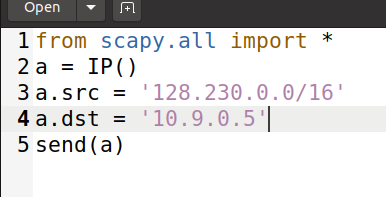 Open
1 from scapy.all import *
2 a = IP()
3 a.src = '128.230.0.0/16'
4 a.dst = '10.9.0.5'
5 send(a)